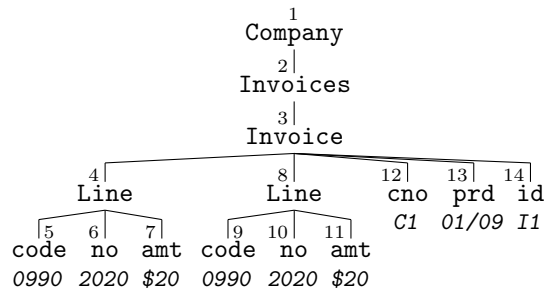 1
Company
2
Invoices
3
Invoice
4 8 12 13 14
Line Line cno prd id
C1 01/09 I1
5 6 7 9 10 11
code no amt code no amt
0990 2020 $20 0990 2020 $20